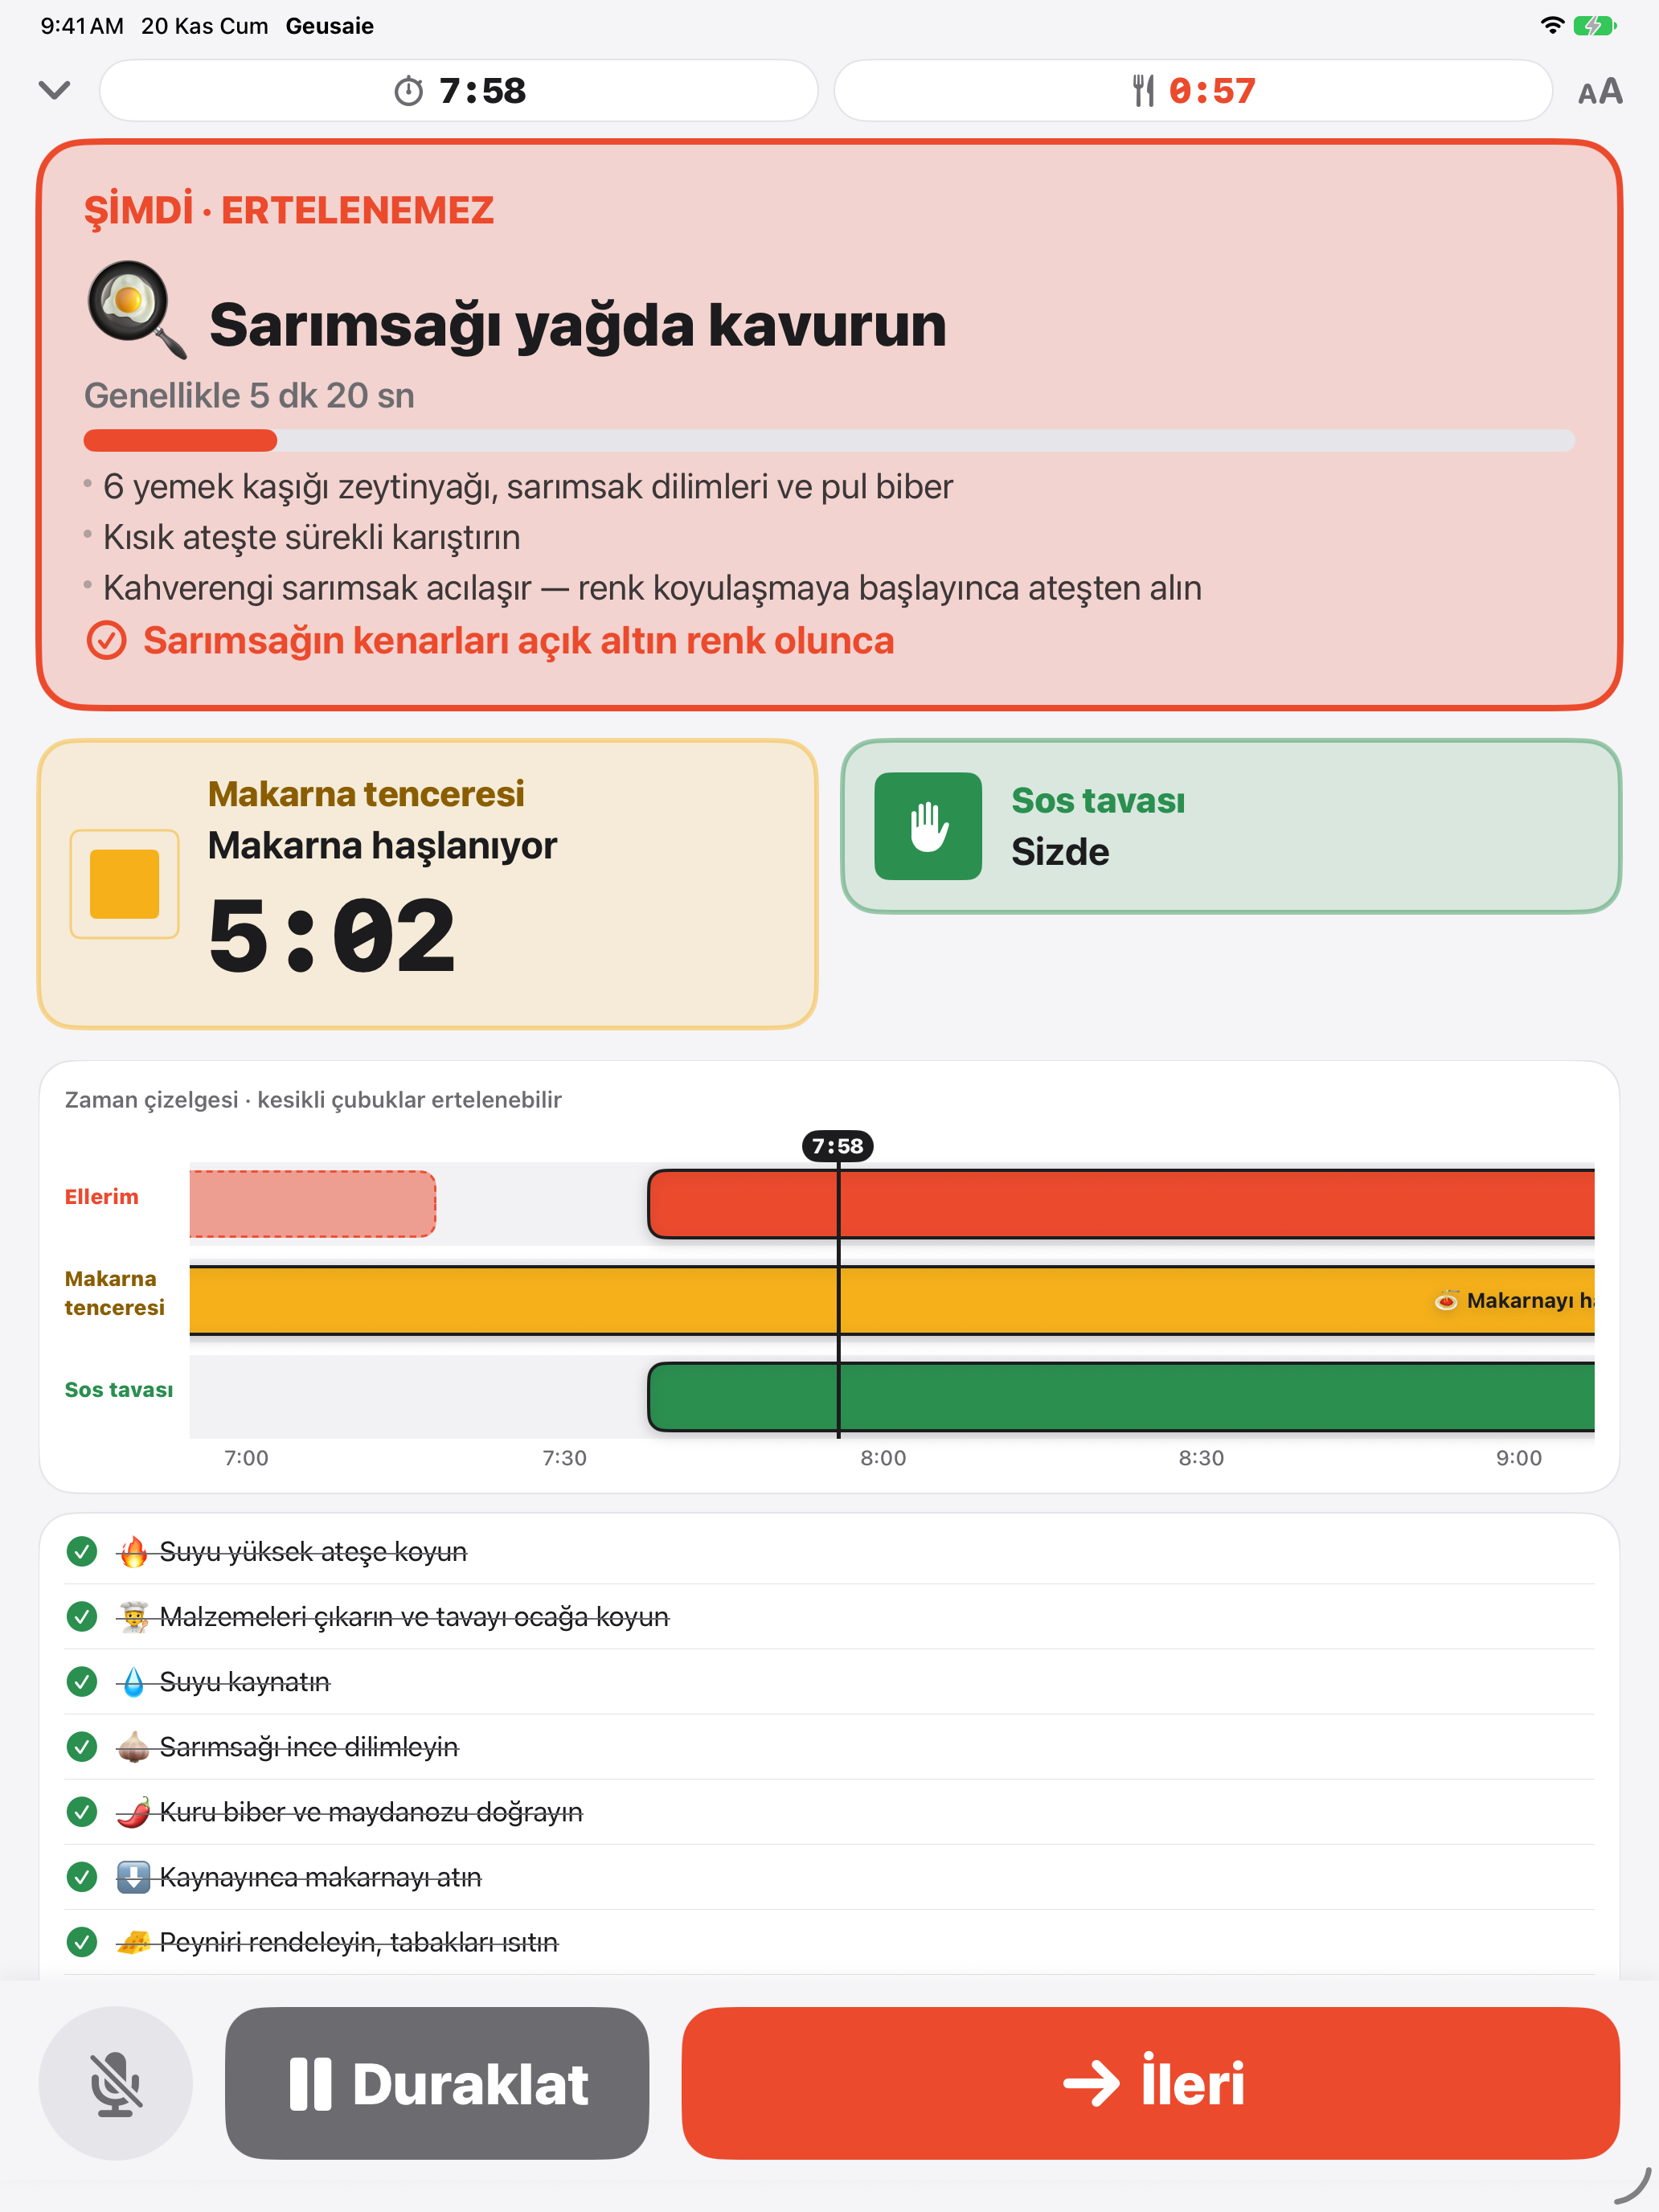 9:41 AM 20 Kas Cum Geusaie
7:58
0:57
AA
ŞİMDİ · ERTELENEMEZ
Sarımsağı yağda kavurun
Genellikle 5 dk 20 sn
• 6 yemek kaşığı zeytinyağı, sarımsak dilimleri ve pul biber
• Kısık ateşte sürekli karıştırın
• Kahverengi sarımsak acılaşır — renk koyulaşmaya başlayınca ateşten alın
Sarımsağın kenarları açık altın renk olunca
Makarna tenceresi
Makarna haşlanıyor
5:02
Sos tavası
Sizde
Zaman çizelgesi · kesikli çubuklar ertelenebilir
7:58
Ellerim
Makarna
tenceresi
Makarnayı ha
Sos tavası
7:00 7:30 8:00 8:30 9:00
Suyu yüksek ateşe koyun
Malzemeleri çıkarın ve tavayı ocağa koyun
Suyu kaynatın
Sarımsağı ince dilimleyin
Kuru biber ve maydanozu doğrayın
Kaynayınca makarnayı atın
Peyniri rendeleyin, tabakları ısıtın
Duraklat
→ İleri